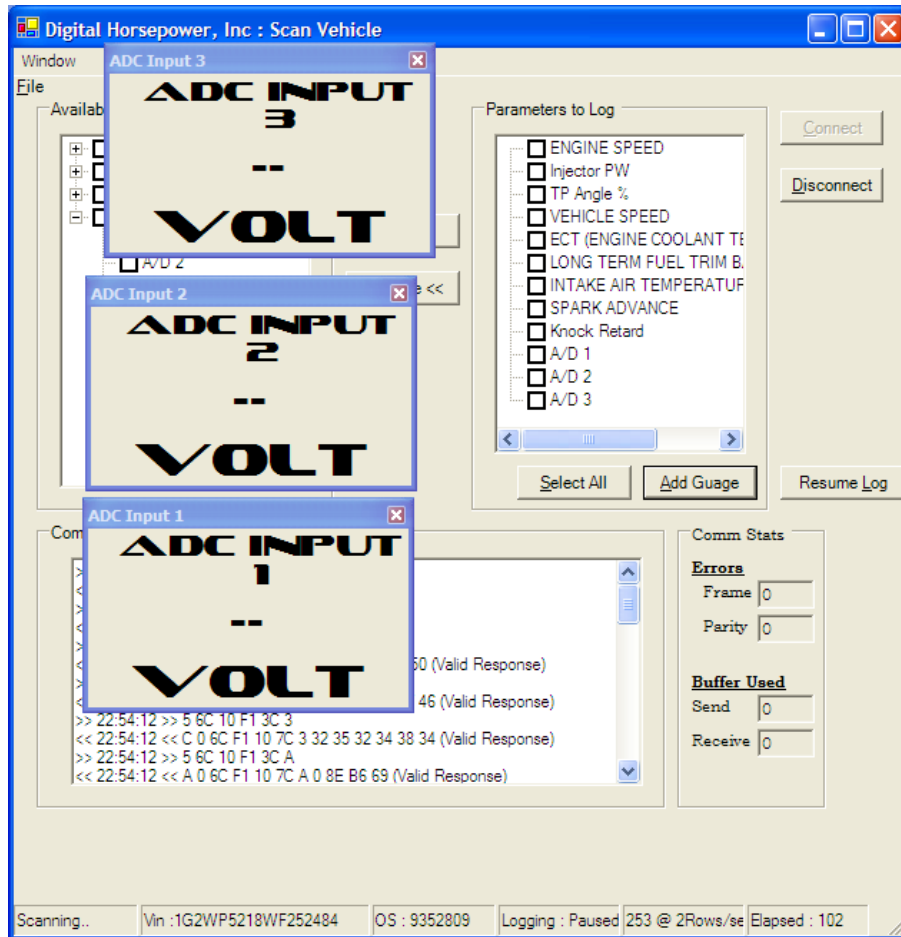 Digital Horsepower, Inc : Scan Vehicle
Window
File
ADC Input 3
ADC INPUT
3
--
VOLT
Availab
A/D 2
<<
ADC Input 2
ADC INPUT
2
--
VOLT
ADC Input 1
ADC INPUT
1
--
VOLT
Parameters to Log
ENGINE SPEED
Injector PW
TP Angle %
VEHICLE SPEED
ECT (ENGINE COOLANT TE
LONG TERM FUEL TRIM B
INTAKE AIR TEMPERATUR
SPARK ADVANCE
Knock Retard
A/D 1
A/D 2
A/D 3
Connect
Disconnect
Select All
Add Guage
Resume Log
Com
50 (Valid Response)
46 (Valid Response)
>> 22:54:12 >> 5 6C 10 F1 3C 3
<< 22:54:12 << C 0 6C F1 10 7C 3 32 35 32 34 38 34 (Valid Response)
>> 22:54:12 >> 5 6C 10 F1 3C A
<< 22:54:12 << A 0 6C F1 10 7C A 0 8E B6 69 (Valid Response)
Comm Stats
Errors
Frame 0
Parity 0
Buffer Used
Send 0
Receive 0
Scanning.. Vin :1G2WP5218WF252484 OS : 9352809 Logging : Paused 253 @ 2Rows/se Elapsed : 102